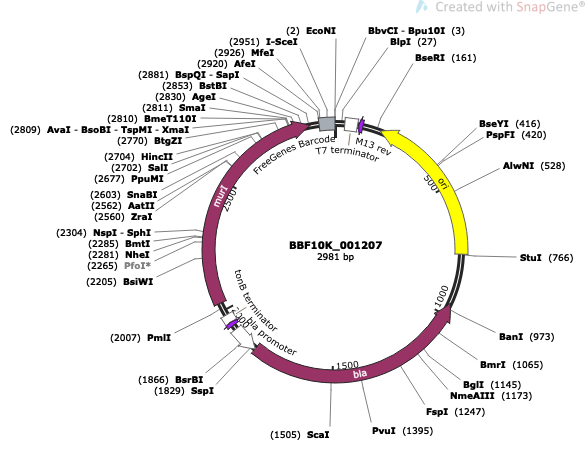 Created with SnapGene®
(2) EcoNI
BbvCI - Bpu10I (3)
(2951) I-SceI
BlpI (27)
(2926) MfeI
BseRI (161)
(2920) AfeI
(2881) BspQI - SapI
(2853) BstBI
(2830) AgeI
(2811) SmaI
(2810) BmeT110I
(2809) AvaI - BsoBI - TspMI - XmaI
(2770) BtgZI
(2704) HincII
(2702) SalI
(2677) PpuMI
(2603) SnaBI
(2562) AatII
(2560) ZraI
(2304) NspI - SphI
(2285) BmtI
(2281) NheI
(2265) PfoI*
(2205) BsiWI
(2007) PmlI
(1866) BsrBI
(1829) SspI
(1505) ScaI
BseYI (416)
PspFI (420)
AlwNI (528)
StuI (766)
BanI (973)
BmrI (1065)
BglI (1145)
NmeAIII (1173)
FspI (1247)
PvuI (1395)
FreeGenes Barcode
T7 terminator
M13 rev
ori
500
1000
bla
1500
bla promoter
tonB terminator
murI
2500
BBF10K_001207
2981 bp